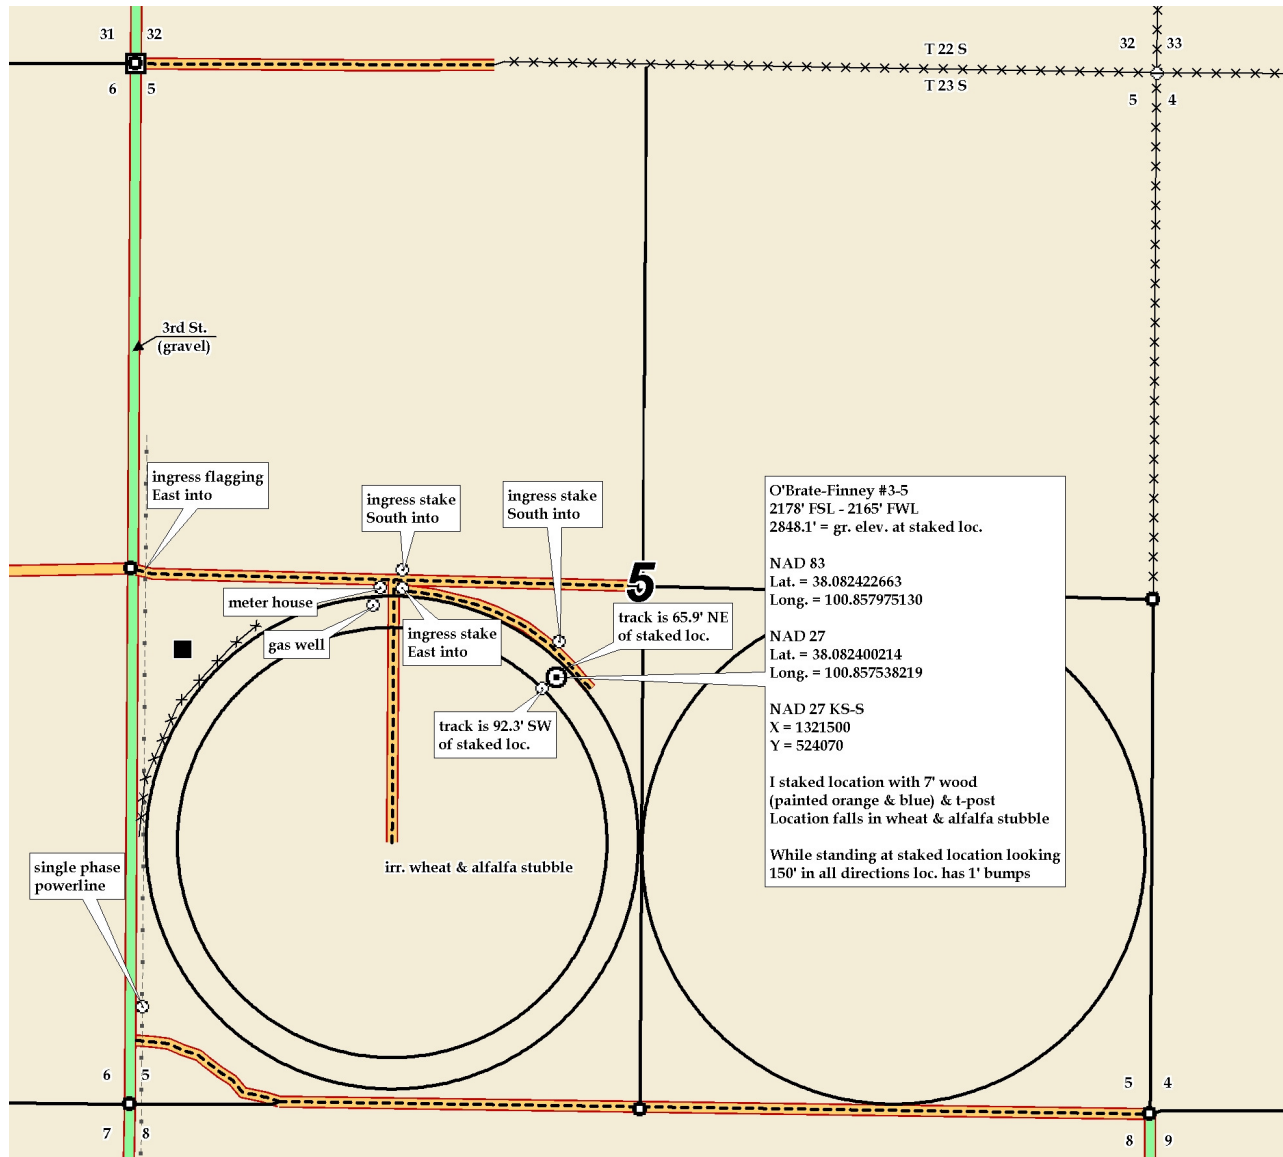 31 32
32 33
T 22 S
6 5
T 23 S
5 4
3rd St.
(gravel)
ingress flagging
East into
ingress stake
South into
ingress stake
South into
O'Brate-Finney #3-5
2178' FSL - 2165' FWL
2848.1' = gr. elev. at staked loc.
NAD 83
Lat. = 38.082422663
Long. = 100.857975130
NAD 27
Lat. = 38.082400214
Long. = 100.857538219
NAD 27 KS-S
X = 1321500
Y = 524070
I staked location with 7' wood
(painted orange & blue) & t-post
Location falls in wheat & alfalfa stubble
While standing at staked location looking
150' in all directions loc. has 1' bumps
5
meter house
gas well
ingress stake
East into
track is 65.9' NE
of staked loc.
track is 92.3' SW
of staked loc.
single phase
powerline
irr. wheat & alfalfa stubble
6 5
5 4
7 8
8 9